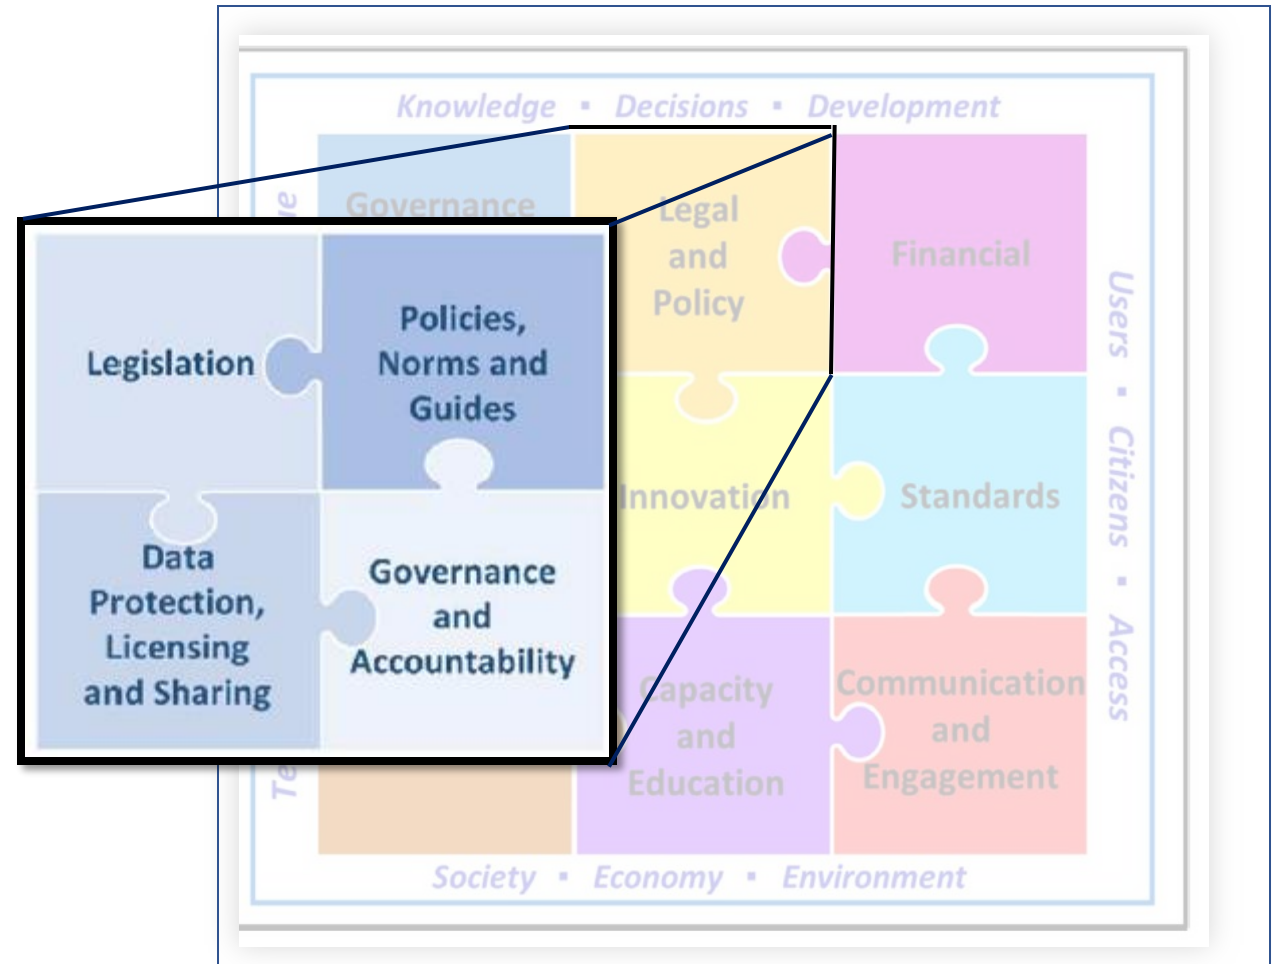 Knowledge ▪ Decisions ▪ Development
Governance
Legal
and
Policy
Financial
Legislation
Policies,
Norms and
Guides
Data
Protection,
Licensing
and Sharing
Governance
and
Accountability
Innovation
Standards
Capacity
and
Education
Communication
and
Engagement
Users ▪ Citizens ▪ Access
Society ▪ Economy ▪ Environment